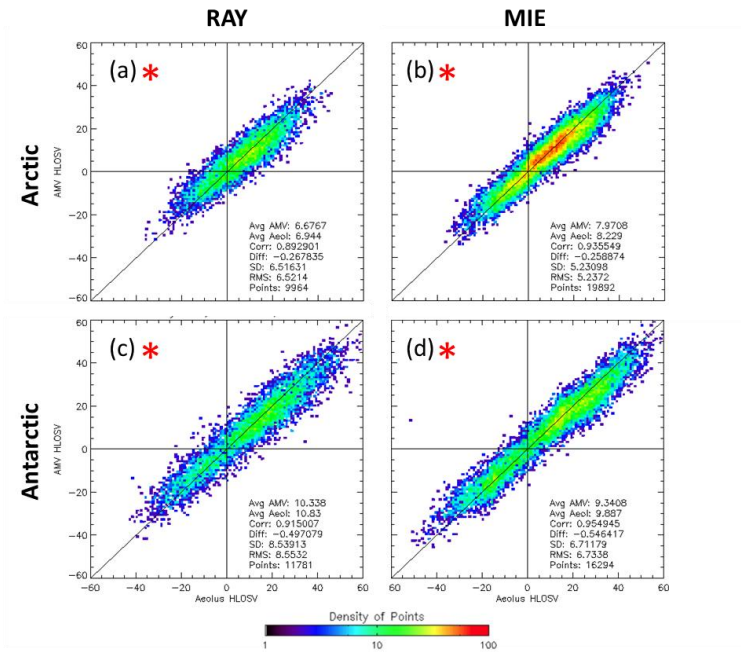 RAY MIE
Arctic
(a) *
60
40
20
0
-20
-40
-60
AMV HLOSV
Avg AMV: 6.6767
Avg Aeol: 6.944
Corr: 0.892901
Diff: -0.267835
SD: 6.51631
RMS: 6.5214
Points: 9964
(b) *
Avg AMV: 7.9708
Avg Aeol: 8.229
Corr: 0.935549
Diff: -0.258874
SD: 5.23098
RMS: 5.2372
Points: 19892
Antarctic
(c) *
60
40
20
0
-20
-40
-60
AMV HLOSV
Avg AMV: 10.338
Avg Aeol: 10.83
Corr: 0.915007
Diff: -0.497079
SD: 8.53913
RMS: 8.5532
Points: 11781
-60 -40 -20 0 20 40 60
Aeolus HLOSV
(d) *
Avg AMV: 9.3408
Avg Aeol: 9.887
Corr: 0.954945
Diff: -0.546417
SD: 6.71179
RMS: 6.7338
Points: 16294
-60 -40 -20 0 20 40 60
Aeolus HLOSV
Density of Points
1 10 100